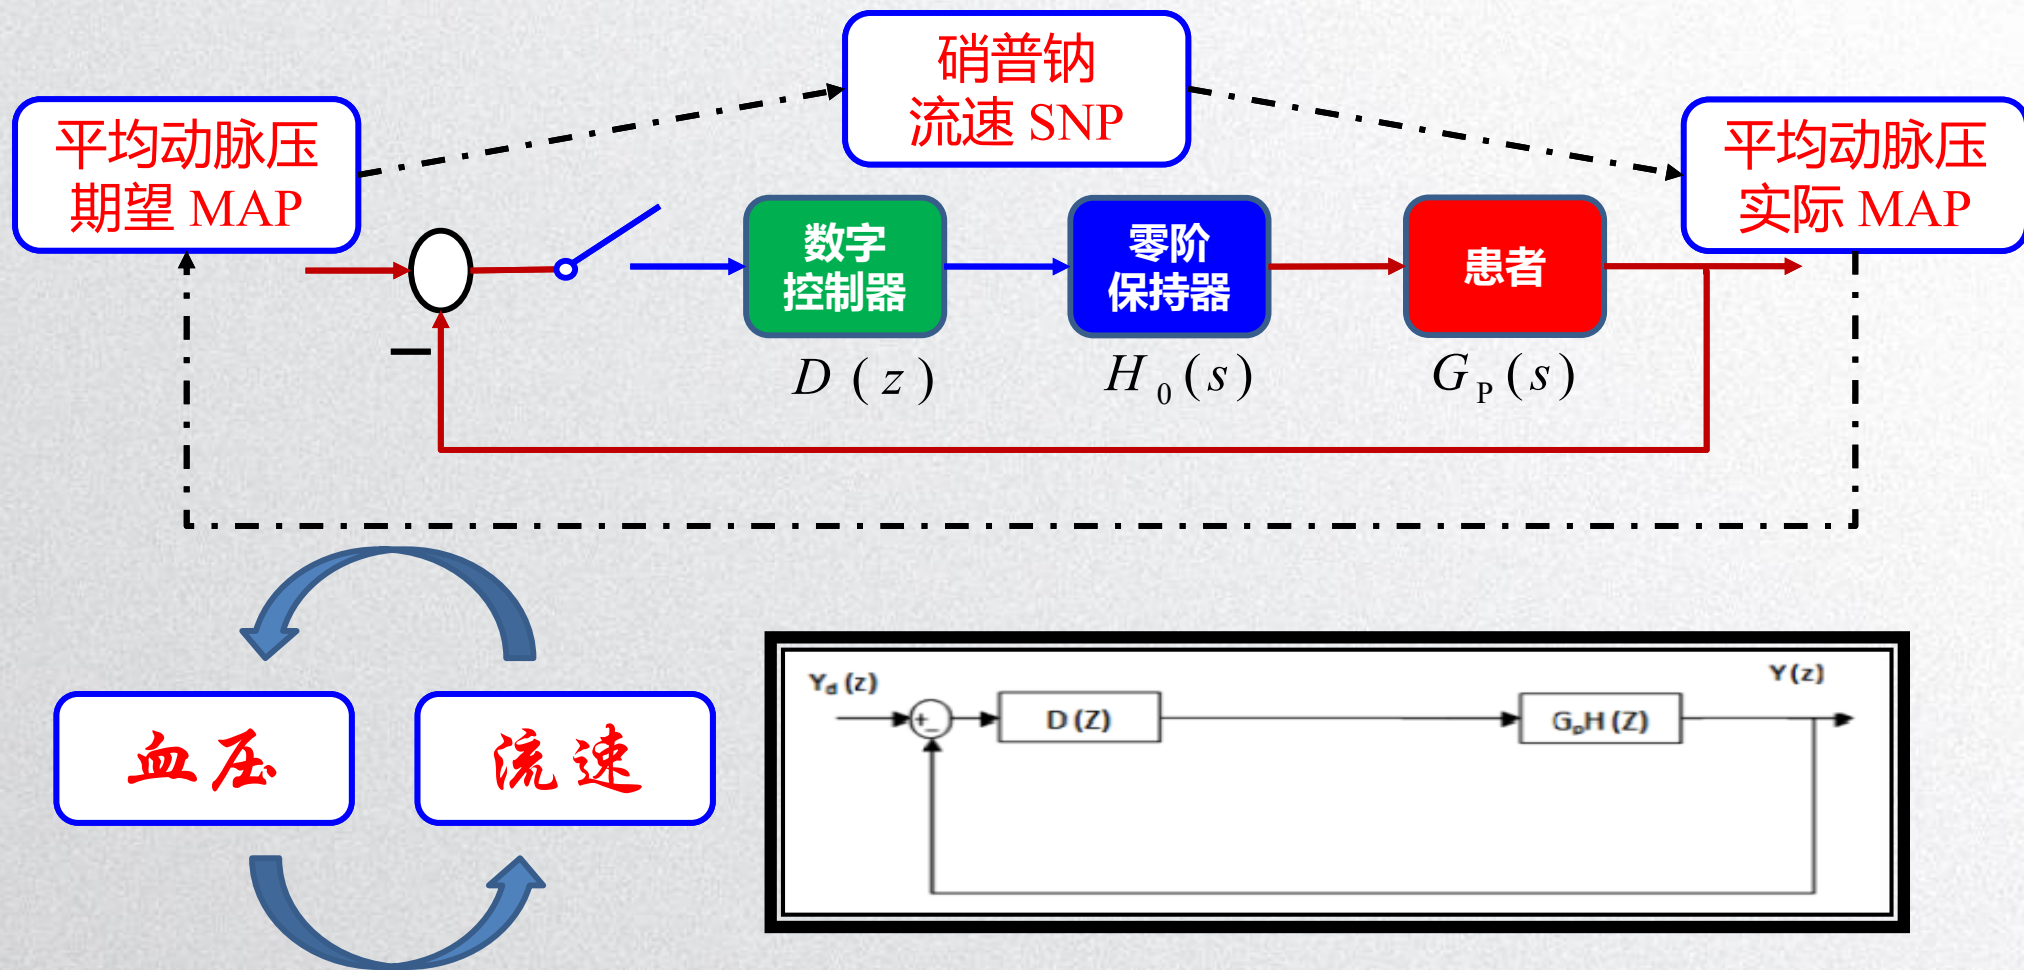 硝普钠
流速 SNP
平均动脉压
期望 MAP
平均动脉压
实际 MAP
数字
控制器
零阶
保持器
患者
D ( z )
H 0 ( s )
G P ( s )
血压
流速
Yd (z)
Y (z)
+
−
D (Z)
GpH (Z)